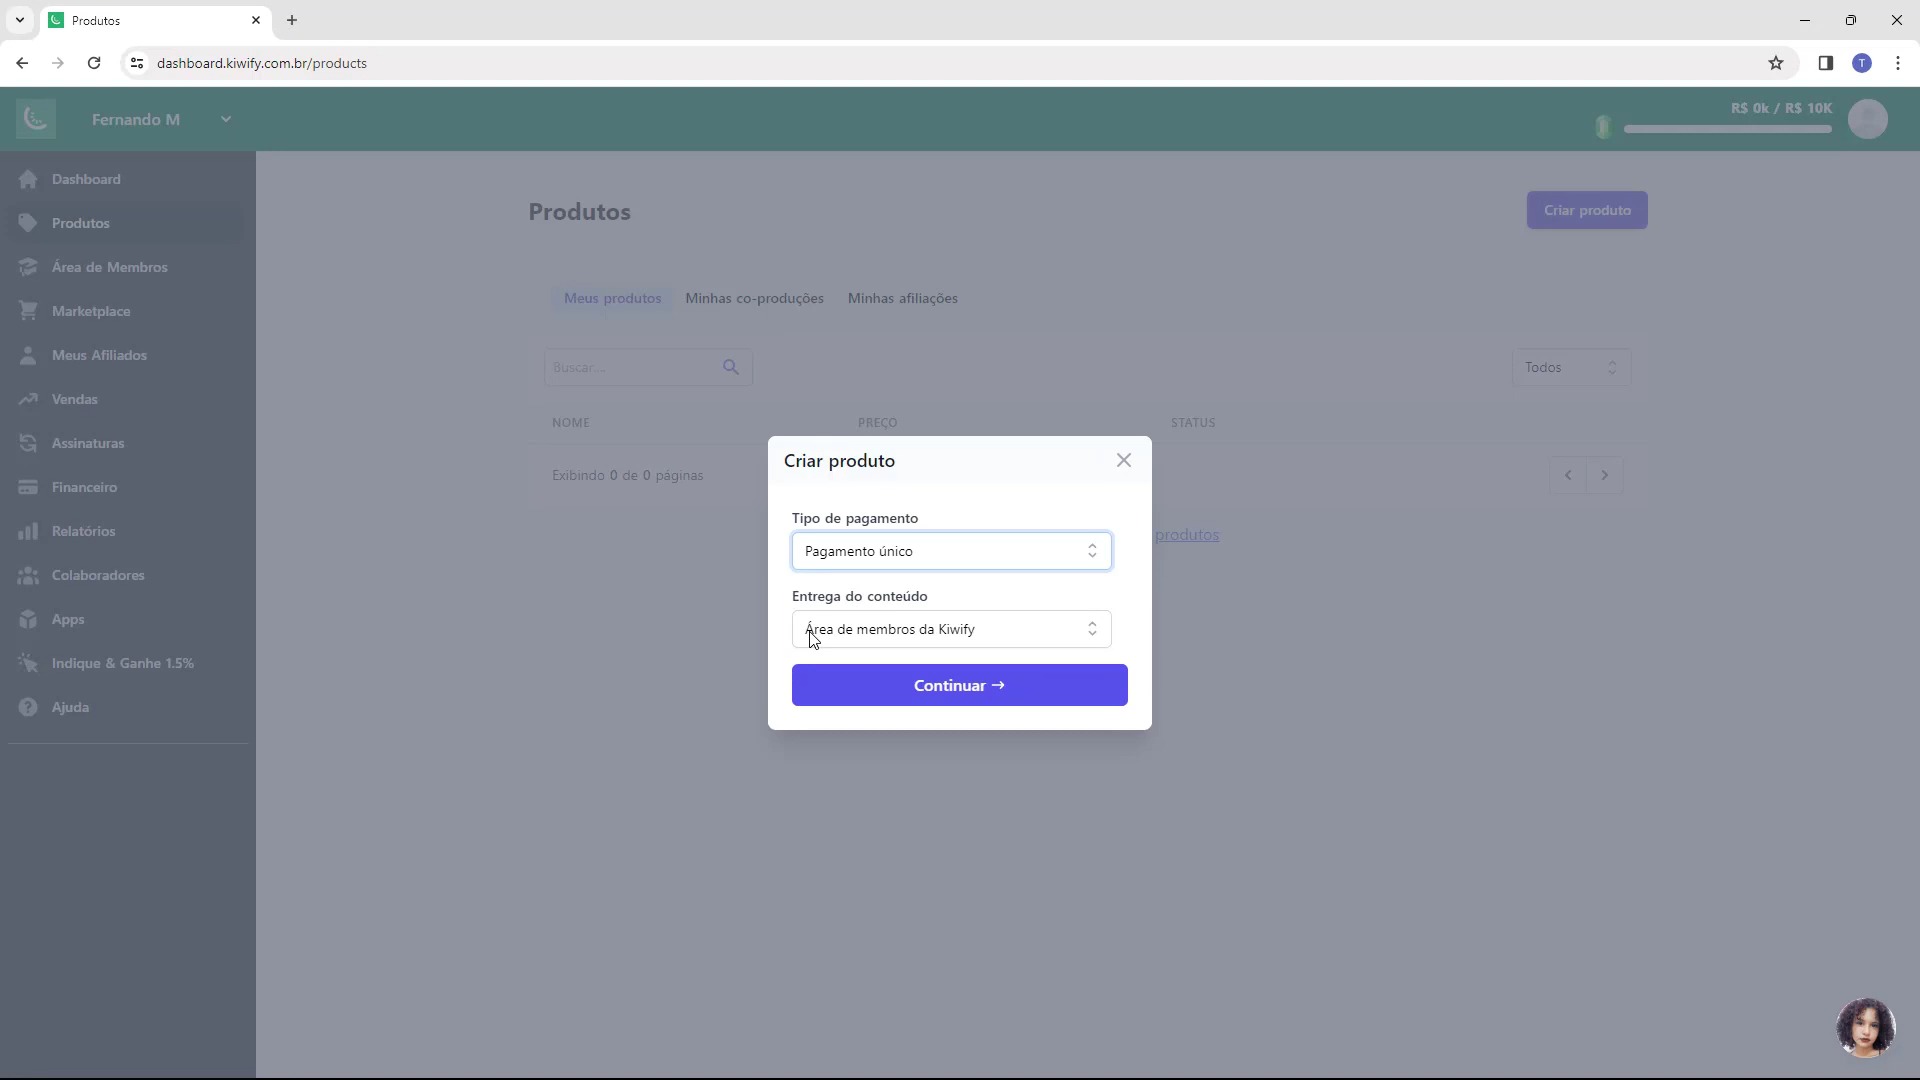 Produtos
dashboard.kiwify.com.br/products
T
Fernando M
R$ 0k / R$ 10K
Dashboard
Produtos
Área de Membros
Marketplace
Meus Afiliados
Vendas
Assinaturas
Financeiro
Relatórios
Colaboradores
Apps
Indique & Ganhe 1.5%
Ajuda
Produtos
Criar produto
Meus produtos
Minhas co-produções
Minhas afiliações
Buscar...
Todos
NOME
PREÇO
STATUS
Exibindo 0 de 0 páginas
produtos
Criar produto
Tipo de pagamento
Pagamento único
Entrega do conteúdo
Área de membros da Kiwify
Continuar →